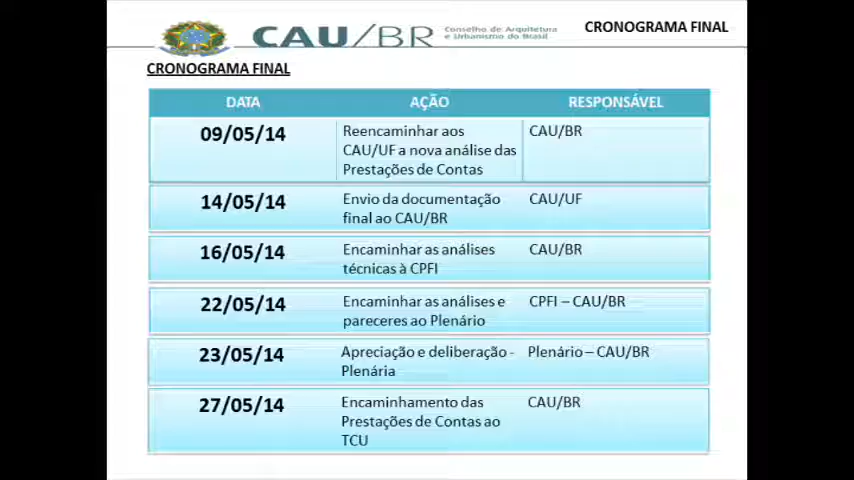 CAU/BR
Conselho de Arquitetura
e Urbanismo do Brasil
CRONOGRAMA FINAL
CRONOGRAMA FINAL
DATA AÇÃO RESPONSÁVEL
09/05/14 Reencaminhar aos CAU/BR
CAU/UF a nova análise das
Prestações de Contas
14/05/14 Envio da documentação CAU/UF
final ao CAU/BR
16/05/14 Encaminhar as análises CAU/BR
técnicas à CPFI
22/05/14 Encaminhar as análises e CPFI – CAU/BR
pareceres ao Plenário
23/05/14 Apreciação e deliberação - Plenário – CAU/BR
Plenária
27/05/14 Encaminhamento das CAU/BR
Prestações de Contas ao
TCU